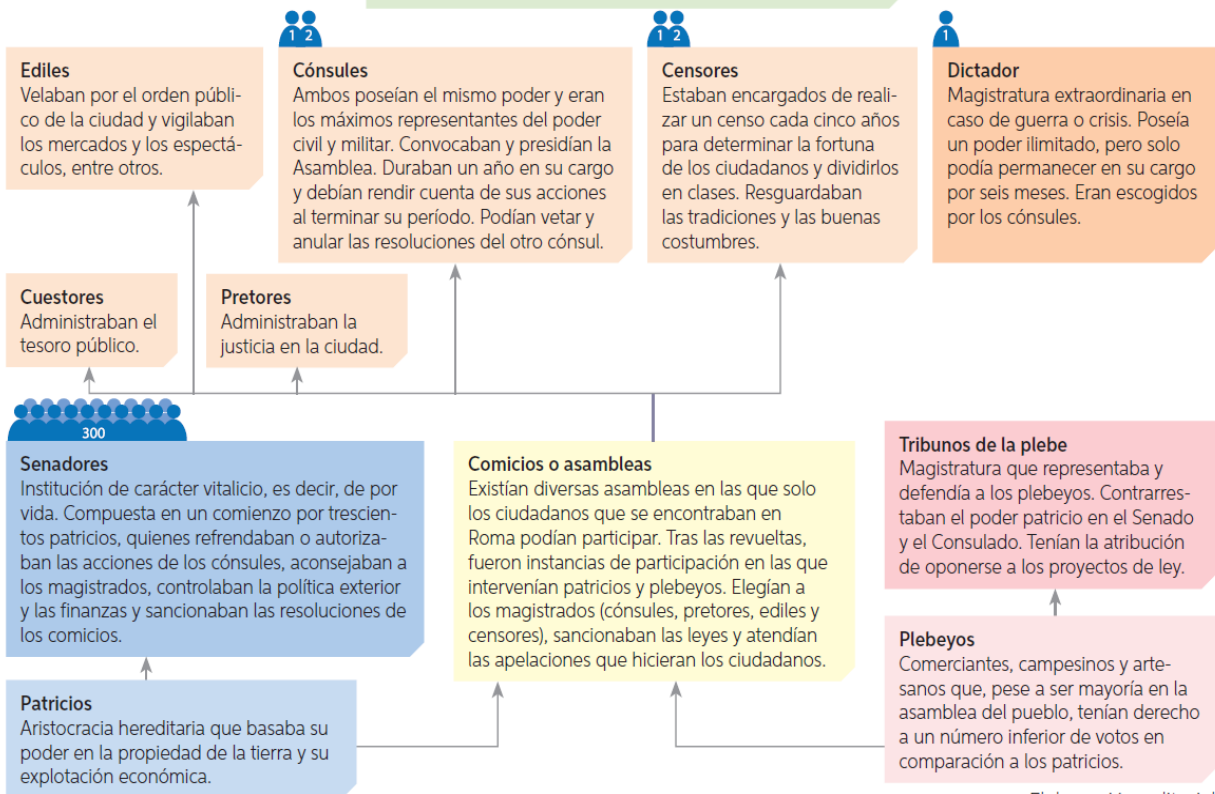 1 2
Ediles
Velaban por el orden públi-
co de la ciudad y vigilaban
los mercados y los espectá-
culos, entre otros.
Cónsules
Ambos poseían el mismo poder y eran
los máximos representantes del poder
civil y militar. Convocaban y presidían la
Asamblea. Duraban un año en su cargo
y debían rendir cuenta de sus acciones
al terminar su período. Podían vetar y
anular las resoluciones del otro cónsul.
1 2
Censores
Estaban encargados de reali-
zar un censo cada cinco años
para determinar la fortuna
de los ciudadanos y dividirlos
en clases. Resguardaban
las tradiciones y las buenas
costumbres.
1
Dictador
Magistratura extraordinaria en
caso de guerra o crisis. Poseía
un poder ilimitado, pero solo
podía permanecer en su cargo
por seis meses. Eran escogidos
por los cónsules.
Cuestores
Administraban el
tesoro público.
Pretores
Administraban la
justicia en la ciudad.
300
Senadores
Institución de carácter vitalicio, es decir, de por
vida. Compuesta en un comienzo por trescien-
tos patricios, quienes refrendaban o autoriza-
ban las acciones de los cónsules, aconsejaban a
los magistrados, controlaban la política exterior
y las finanzas y sancionaban las resoluciones de
los comicios.
Comicios o asambleas
Existían diversas asambleas en las que solo
los ciudadanos que se encontraban en
Roma podían participar. Tras las revueltas,
fueron instancias de participación en las que
intervenían patricios y plebeyos. Elegían a
los magistrados (cónsules, pretores, ediles y
censores), sancionaban las leyes y atendían
las apelaciones que hicieran los ciudadanos.
Tribunos de la plebe
Magistratura que representaba y
defendía a los plebeyos. Contrarres-
taban el poder patricio en el Senado
y el Consulado. Tenían la atribución
de oponerse a los proyectos de ley.
Patricios
Aristocracia hereditaria que basaba su
poder en la propiedad de la tierra y su
explotación económica.
Plebeyos
Comerciantes, campesinos y arte-
sanos que, pese a ser mayoría en la
asamblea del pueblo, tenían derecho
a un número inferior de votos en
comparación a los patricios.